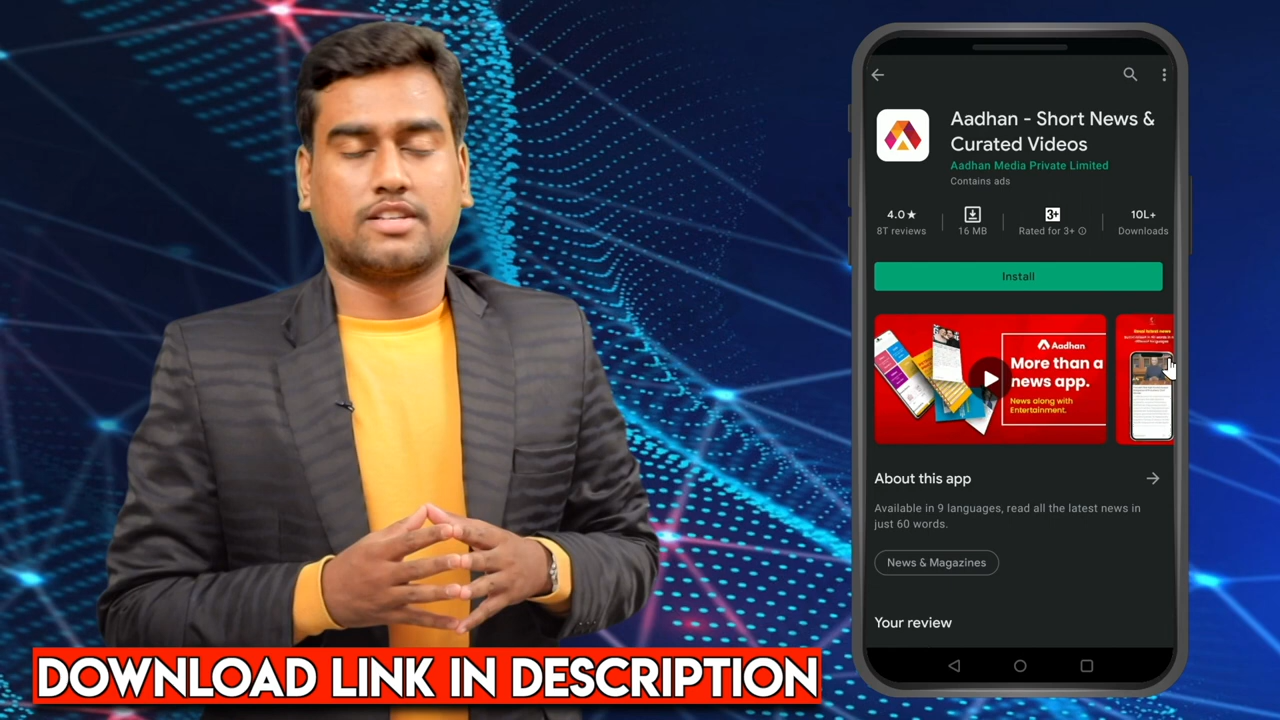 Aadhan - Short News &
Curated Videos
Aadhan Media Private Limited
Contains ads
4.0★
8T reviews
16 MB
3+
Rated for 3+
10L+
Downloads
Install
Aadhan
More than a
news app.
News along with
Entertainment.
About this app
Available in 9 languages, read all the latest news in
just 60 words.
News & Magazines
Your review
DOWNLOAD LINK IN DESCRIPTION